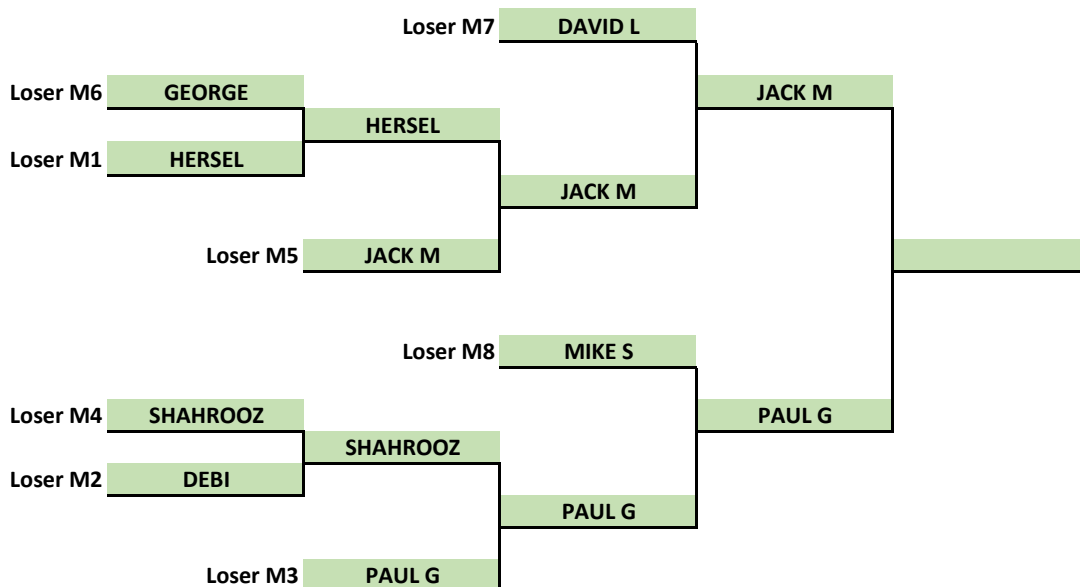 Loser M7 DAVID L
Loser M6 GEORGE JACK M
HERSEL
Loser M1 HERSEL
JACK M
Loser M5 JACK M
Loser M8 MIKE S
Loser M4 SHAHROOZ PAUL G
SHAHROOZ
Loser M2 DEBI
PAUL G
Loser M3 PAUL G